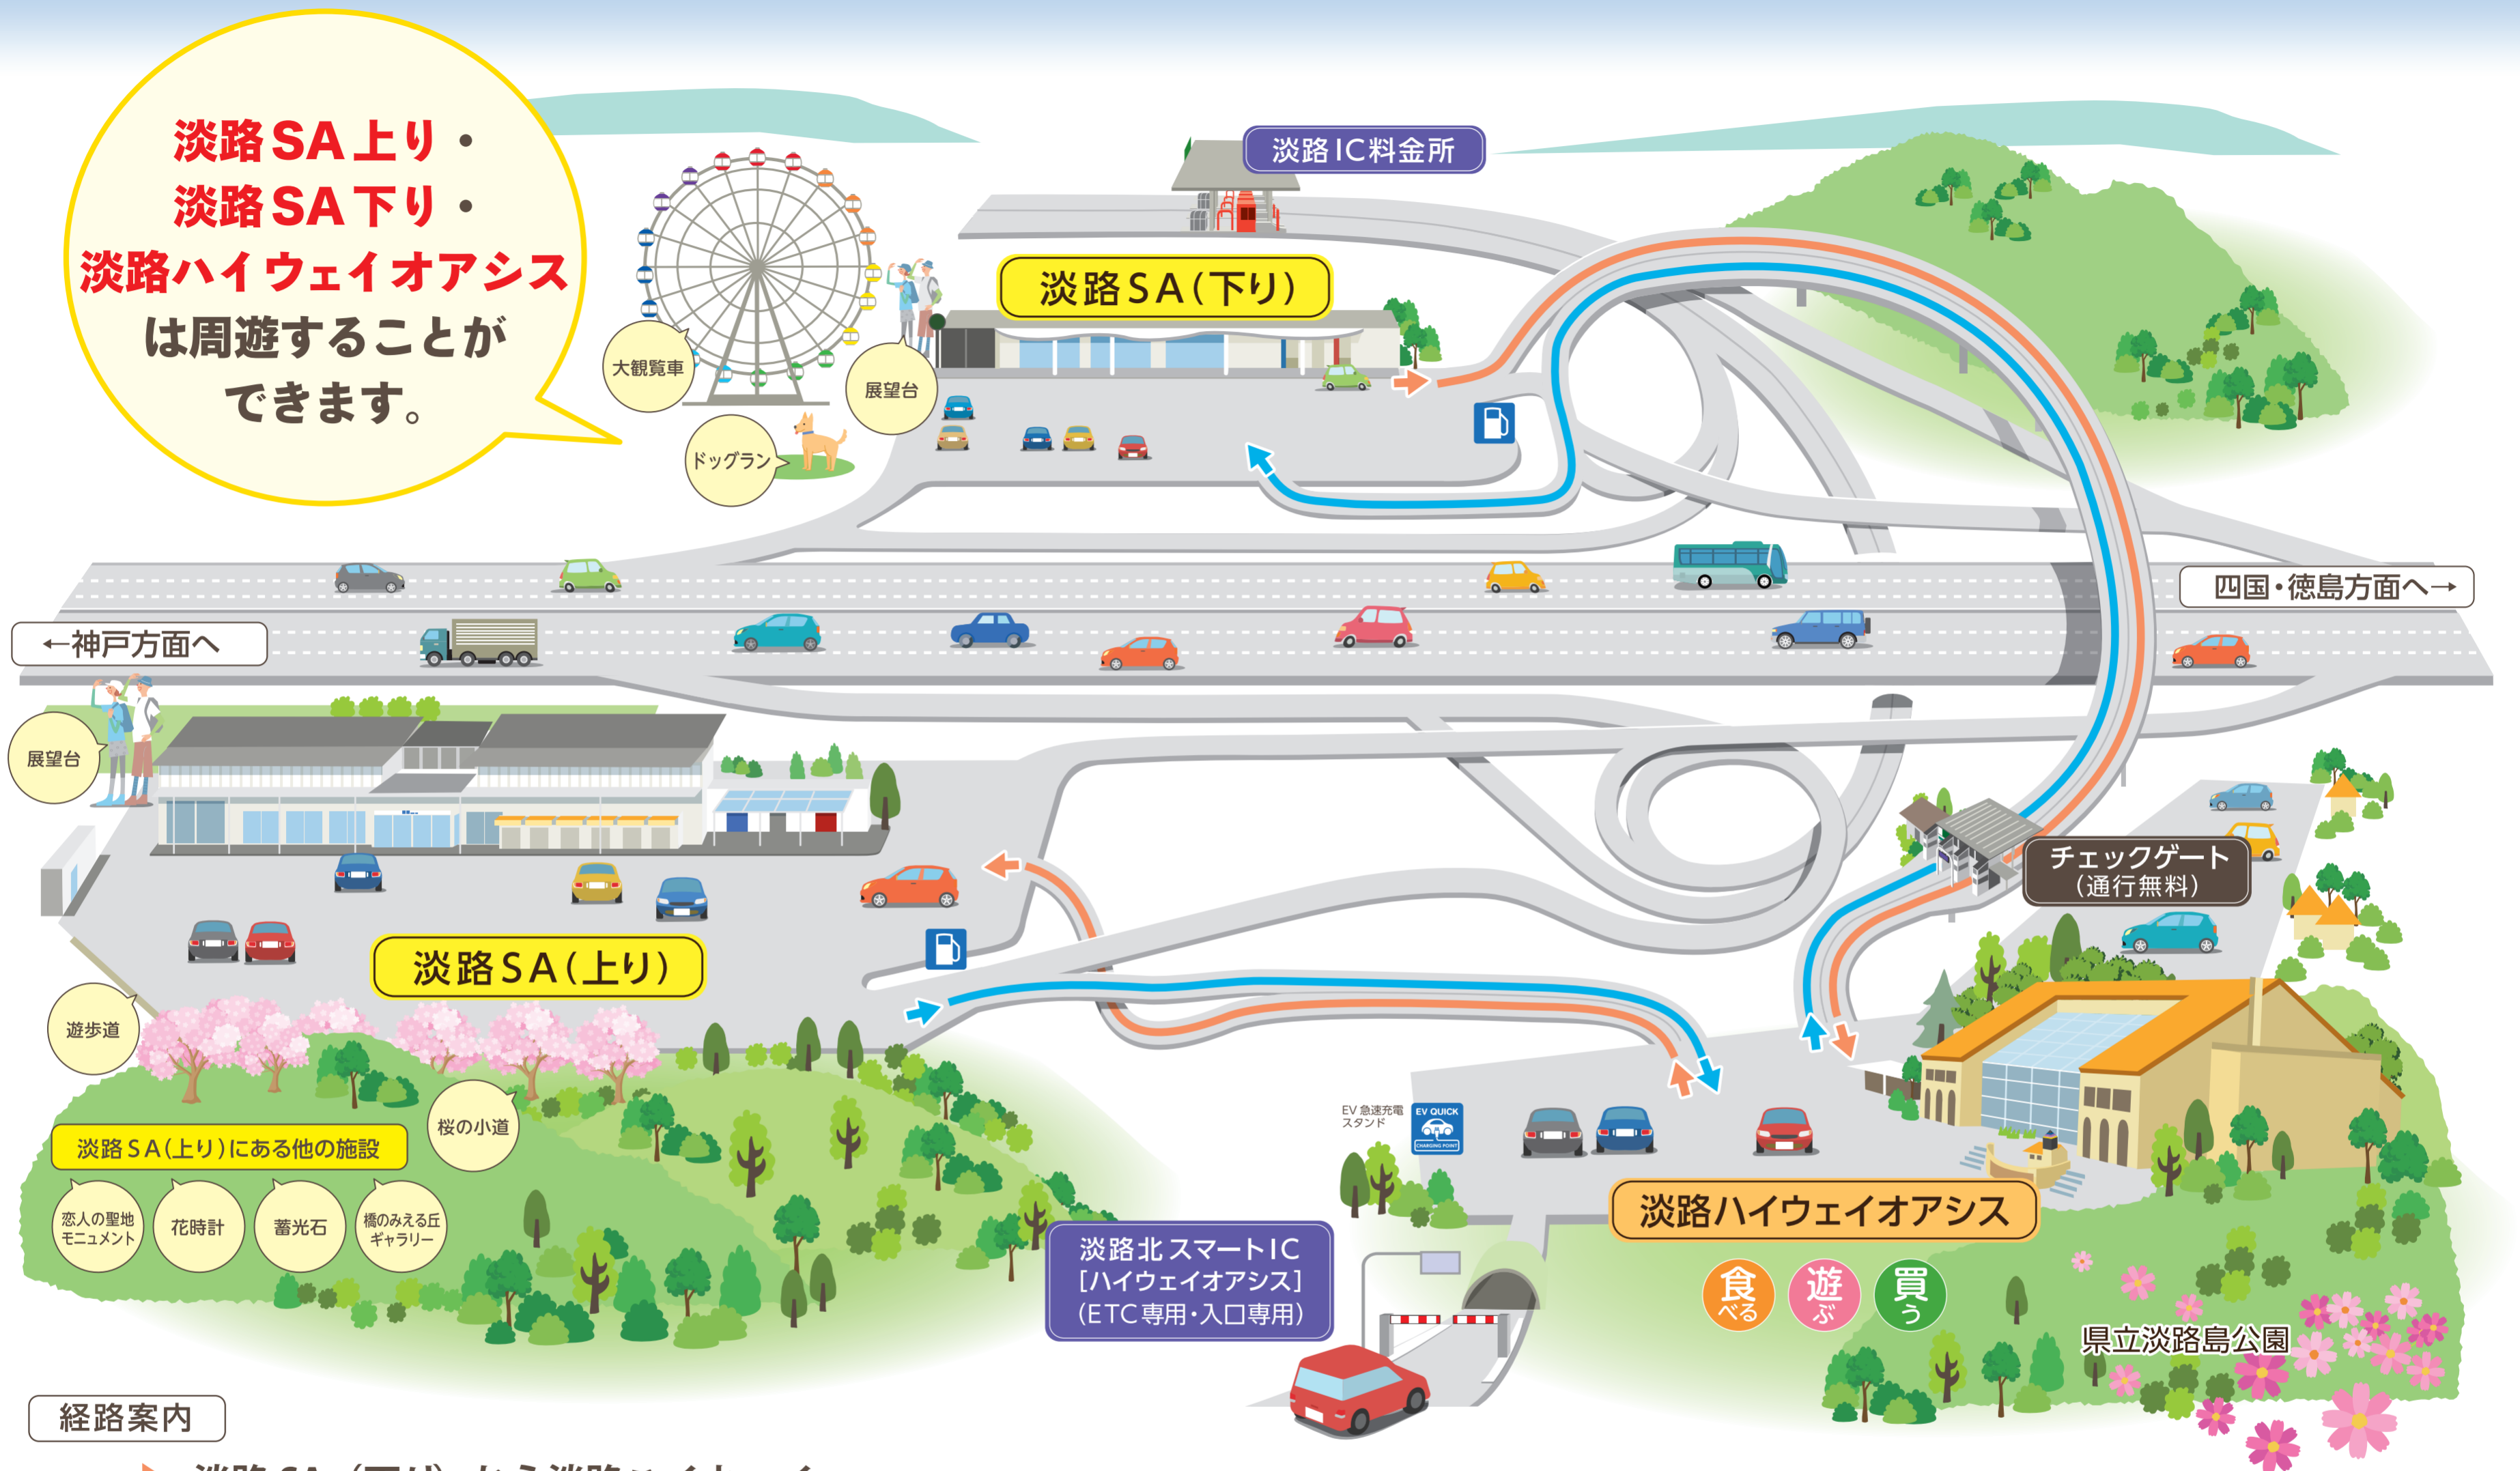 淡路SA上り・
淡路SA下り・
淡路ハイウェイオアシス
は周遊することが
できます。
淡路IC料金所
淡路SA(下り)
大観覧車
展望台
ドッグラン
四国・徳島方面へ→
←神戸方面へ
展望台
チェックゲート
(通行無料)
淡路SA(上り)
遊歩道
桜の小道
EV急速充電
スタンド
EV QUICK
CHARGING POINT
淡路SA(上り)にある他の施設
恋人の聖地
モニュメント
花時計
蓄光石
橋のみえる丘
ギャラリー
淡路ハイウェイオアシス
淡路北スマートIC
[ハイウェイオアシス]
(ETC専用・入口専用)
食べる
遊ぶ
買う
県立淡路島公園
経路案内